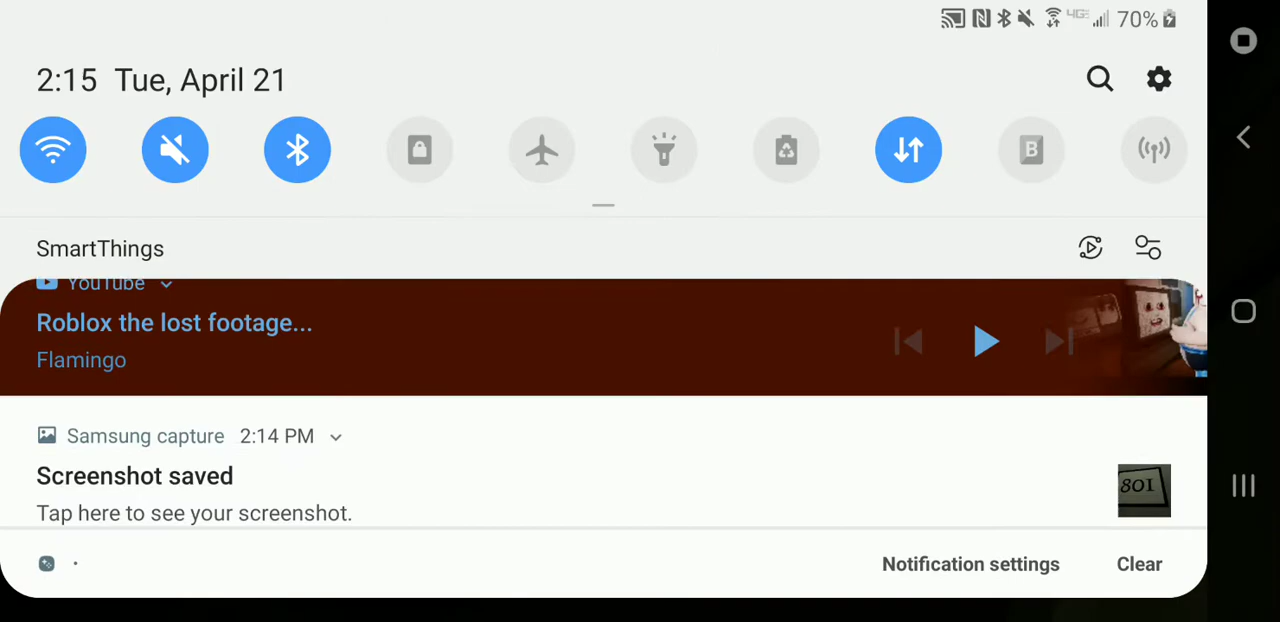 4GE 70%
2:15 Tue, April 21
B
SmartThings
YouTube
Roblox the lost footage...
Flamingo
Samsung capture 2:14 PM
Screenshot saved
801
Tap here to see your screenshot.
Notification settings Clear